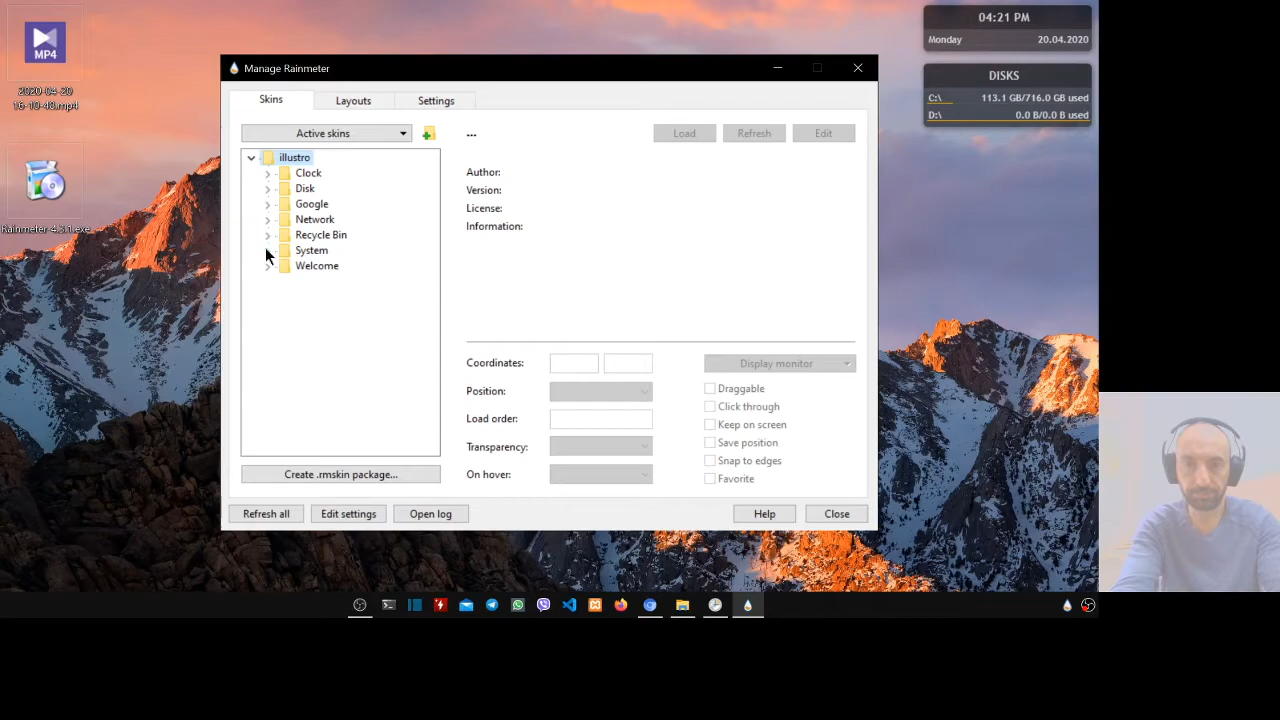 MP4
2020-04-20
16-10-40.mp4
Rainmeter-4.3.1.exe
Manage Rainmeter
Skins
Layouts
Settings
Active skins
illustro
Clock
Disk
Google
Network
Recycle Bin
System
Welcome
Create .rmskin package...
...
Load
Refresh
Edit
Author:
Version:
License:
Information:
Coordinates:
Position:
Load order:
Transparency:
On hover:
Display monitor
Draggable
Click through
Keep on screen
Save position
Snap to edges
Favorite
Refresh all
Edit settings
Open log
Help
Close
04:21 PM
Monday 20.04.2020
DISKS
C:\ 113.1 GB/716.0 GB used
D:\ 0.0 B/0.0 B used